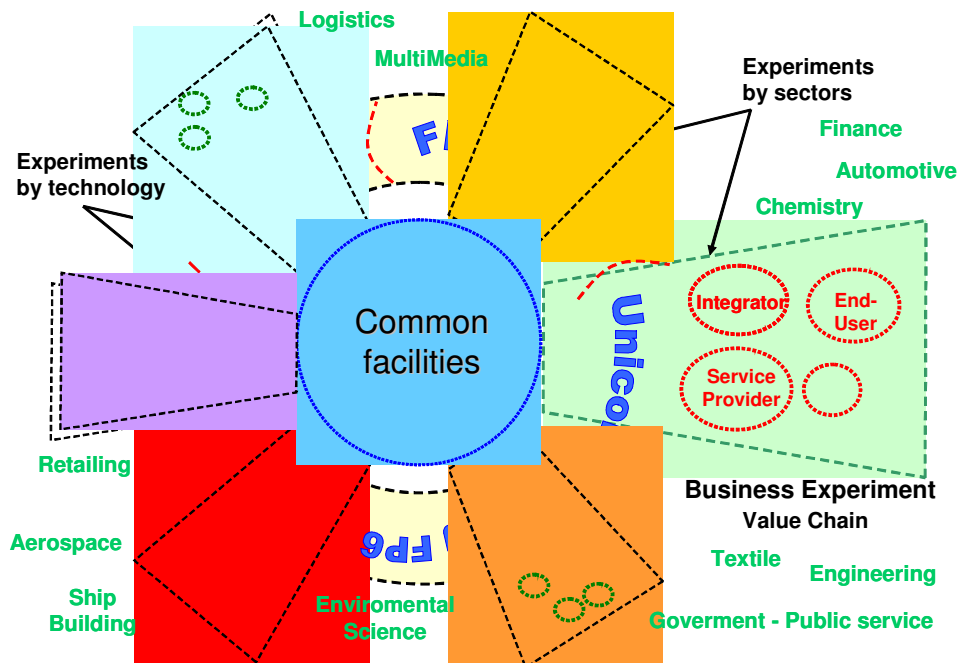 Logistics
MultiMedia
Experiments
by sectors
Finance
Automotive
Chemistry
Experiments
by technology
Integrator
End-
User
Common
facilities
Service
Provider
Retailing
Business Experiment
Value Chain
Aerospace
FP6
Textile
Engineering
Ship
Building
Enviromental
Science
Goverment - Public service